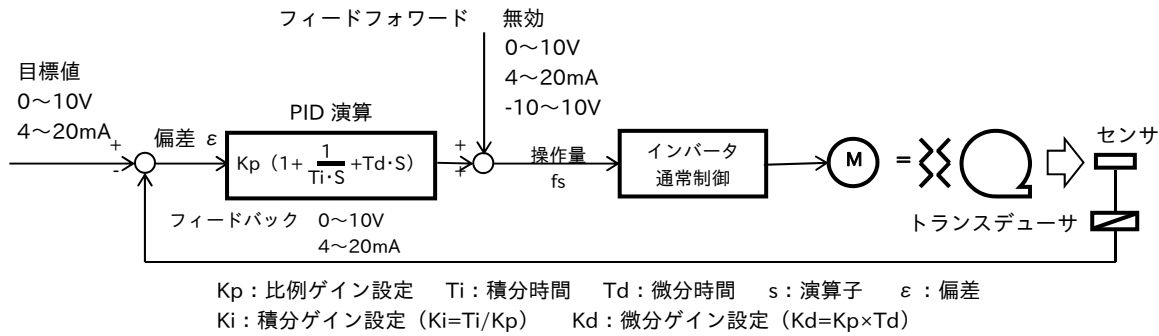 フィードフォワード 無効
0～10V
4～20mA
-10～10V
目標値
0～10V
4～20mA
PID 演算
+
-
偏差 ε
Kp（1+ 1/Ti·S +Td·S）
+
+
操作量
fs
インバータ
通常制御
M
=
センサ
トランスデューサ
フィードバック 0～10V
4～20mA
Kp：比例ゲイン設定 Ti：積分時間 Td：微分時間 s：演算子 ε：偏差
Ki：積分ゲイン設定（Ki=Ti/Kp） Kd：微分ゲイン設定（Kd=Kp×Td）